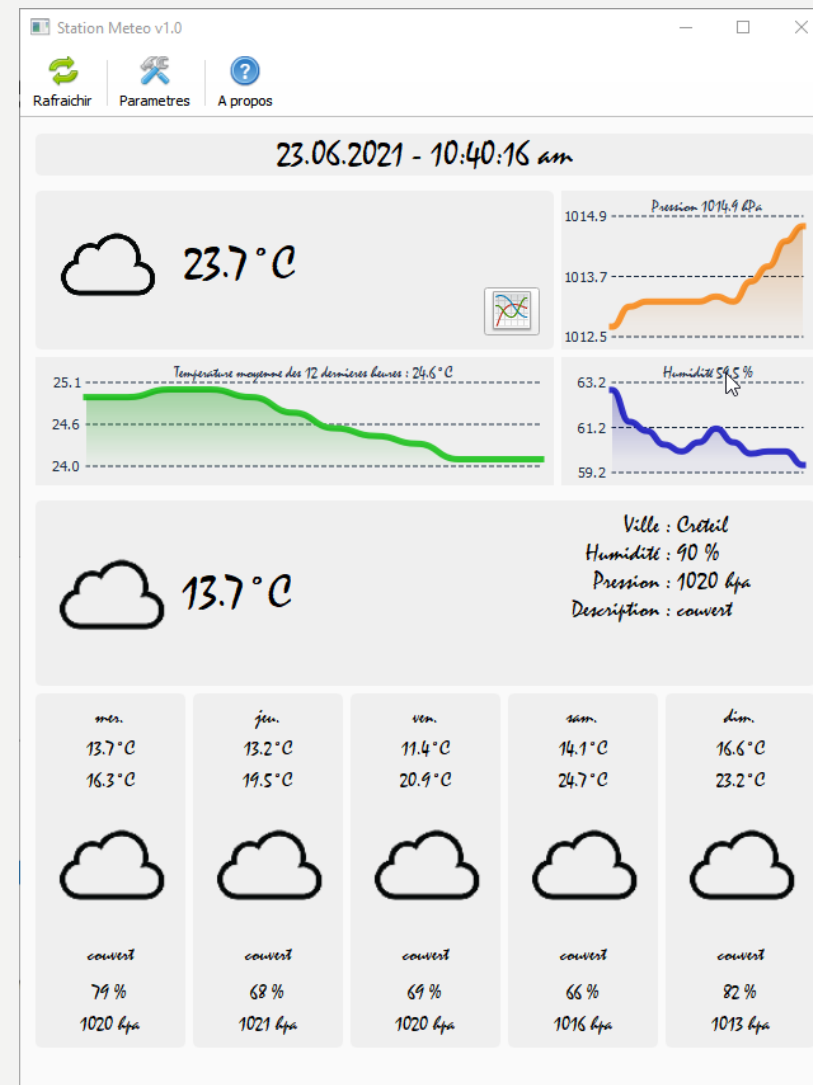 Station Meteo v1.0
Rafraichir Parametres A propos
23.06.2021 - 10:40:16 am
23.7°C
Pression 1014.9 hPa
1014.9
1013.7
1012.5
Temperature moyenne des 12 dernieres heures : 24.6°C
25.1
24.6
24.0
Humidité 59.5 %
63.2
61.2
59.2
13.7°C
Ville : Créteil
Humidité : 90 %
Pression : 1020 hpa
Description : couvert
mer. jeu. ven. sam. dim.
13.7°C 13.2°C 11.4°C 14.1°C 16.6°C
16.3°C 19.5°C 20.9°C 24.7°C 23.2°C
couvert couvert couvert couvert couvert
79 % 68 % 69 % 66 % 82 %
1020 hpa 1021 hpa 1020 hpa 1016 hpa 1013 hpa